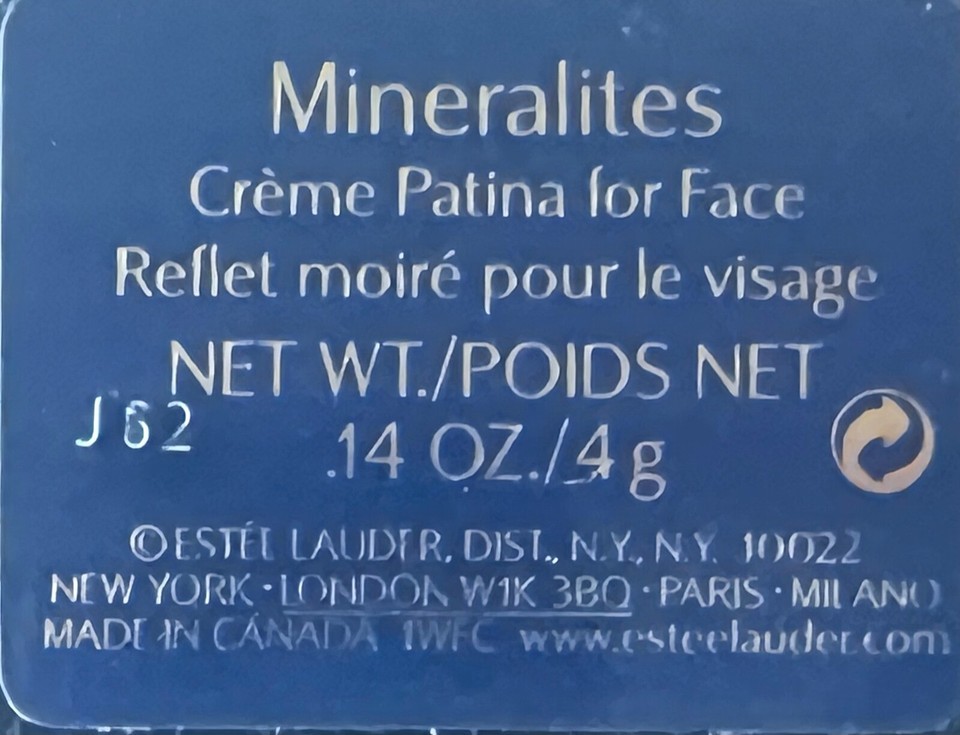 Mineralites
Crème Patina for Face
Reflet moiré pour le visage
NET WT./POIDS NET
J62
.14 OZ./4 g
©ESTÉE LAUDER, DIST., N.Y., N.Y. 10022
NEW YORK · LONDON W1K 3BQ · PARIS · MILANO
MADE IN CANADA 1WFC www.esteelauder.com